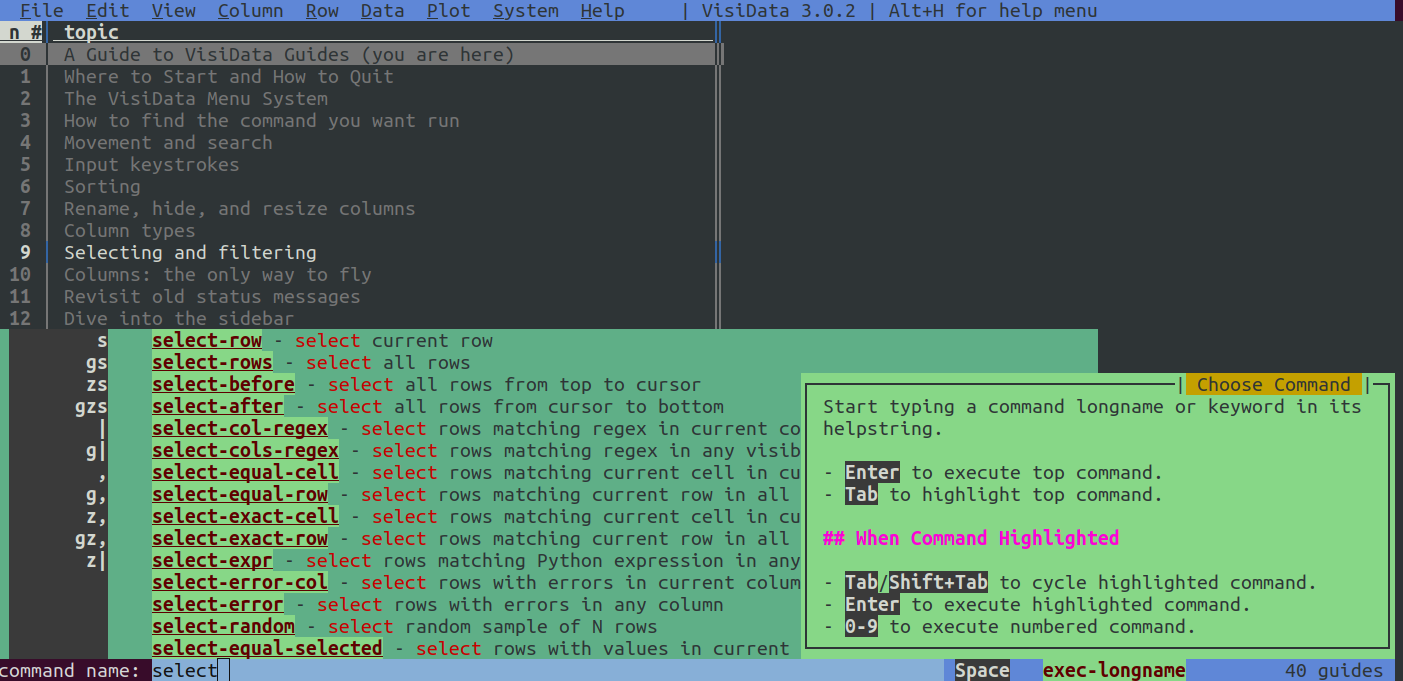 File Edit View Column Row Data Plot System Help | VisiData 3.0.2 | Alt+H for help menu
n # topic
0 A Guide to VisiData Guides (you are here)
1 Where to Start and How to Quit
2 The VisiData Menu System
3 How to find the command you want run
4 Movement and search
5 Input keystrokes
6 Sorting
7 Rename, hide, and resize columns
8 Column types
9 Selecting and filtering
10 Columns: the only way to fly
11 Revisit old status messages
12 Dive into the sidebar
s select-row - select current row
gs select-rows - select all rows
zs select-before - select all rows from top to cursor
gzs select-after - select all rows from cursor to bottom
| select-col-regex - select rows matching regex in current co
g| select-cols-regex - select rows matching regex in any visib
, select-equal-cell - select rows matching current cell in cu
g, select-equal-row - select rows matching current row in all
z, select-exact-cell - select rows matching current cell in cu
gz, select-exact-row - select rows matching current row in all
z| select-expr - select rows matching Python expression in any
select-error-col - select rows with errors in current colum
select-error - select rows with errors in any column
select-random - select random sample of N rows
select-equal-selected - select rows with values in current
| Choose Command |
Start typing a command longname or keyword in its
helpstring.
- Enter to execute top command.
- Tab to highlight top command.
## When Command Highlighted
- Tab/Shift+Tab to cycle highlighted command.
- Enter to execute highlighted command.
- 0-9 to execute numbered command.
command name: select Space exec-longname 40 guides